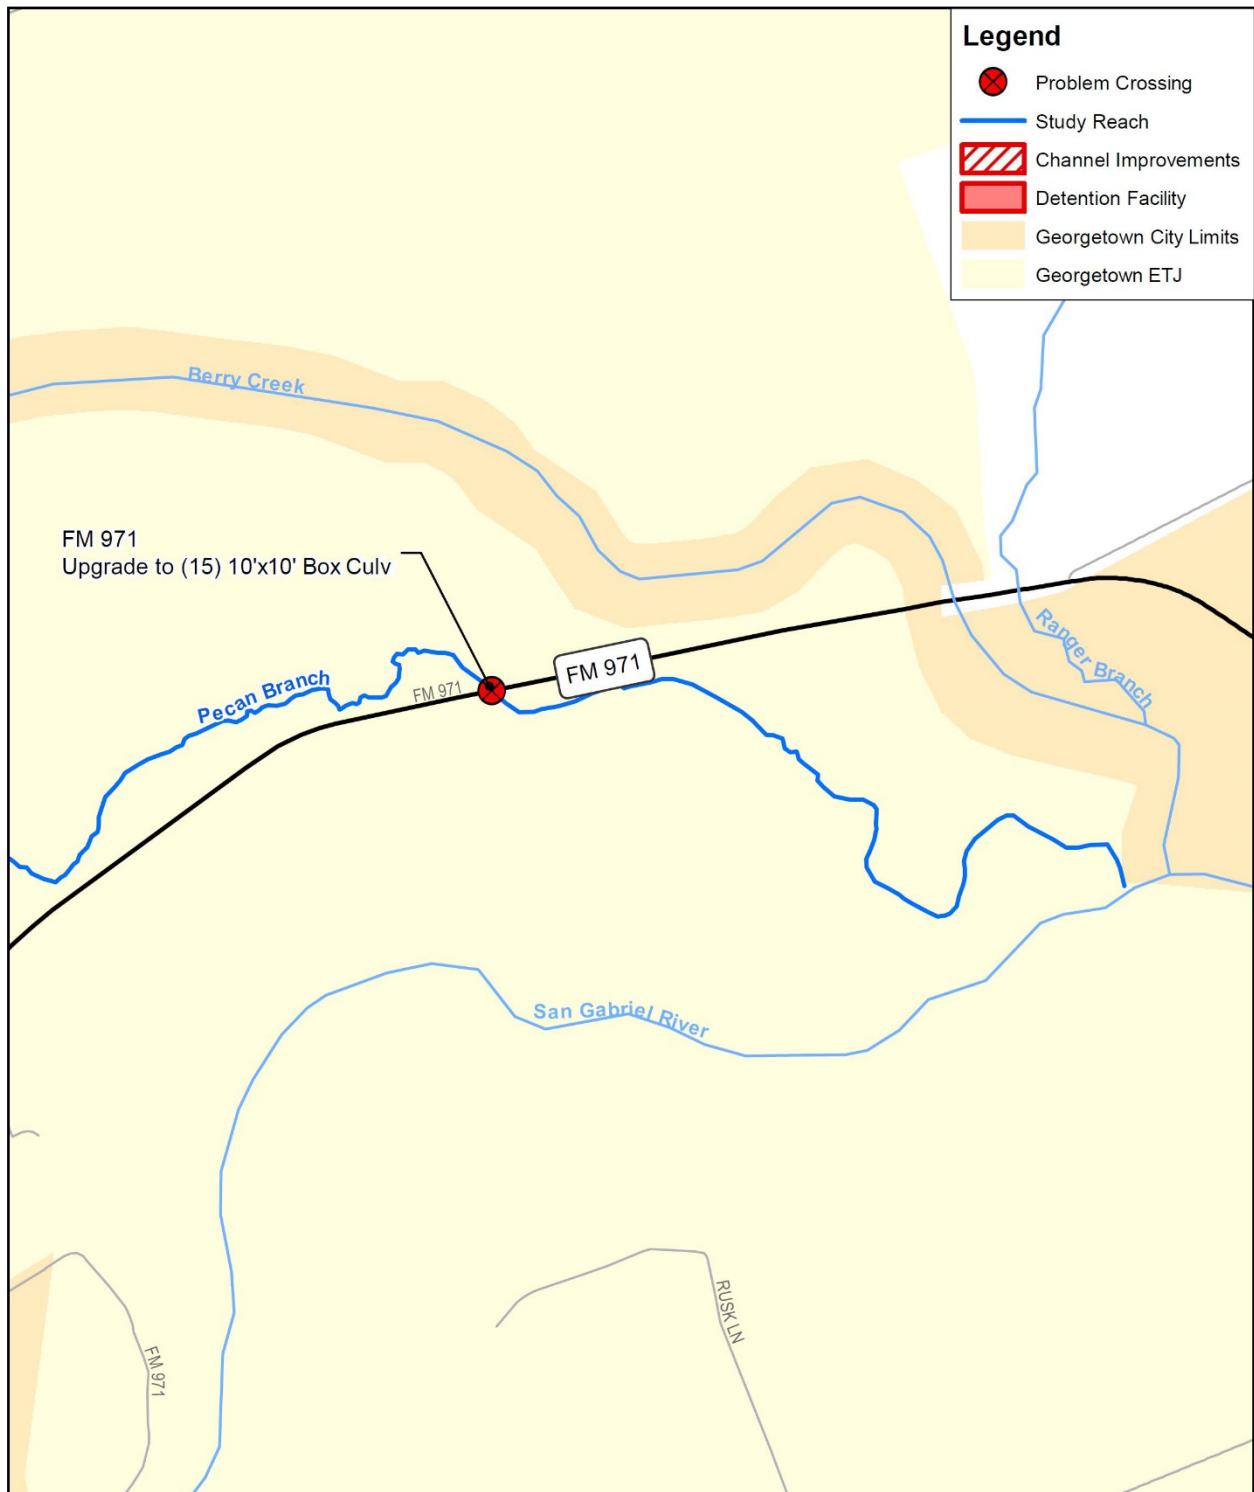 Legend
Problem Crossing
Study Reach
Channel Improvements
Detention Facility
Georgetown City Limits
Georgetown ETJ
Berry Creek
FM 971
Upgrade to (15) 10'x10' Box Culv
Ranger Branch
FM 971
Pecan Branch
FM 971
San Gabriel River
RUSK LN
FM 971